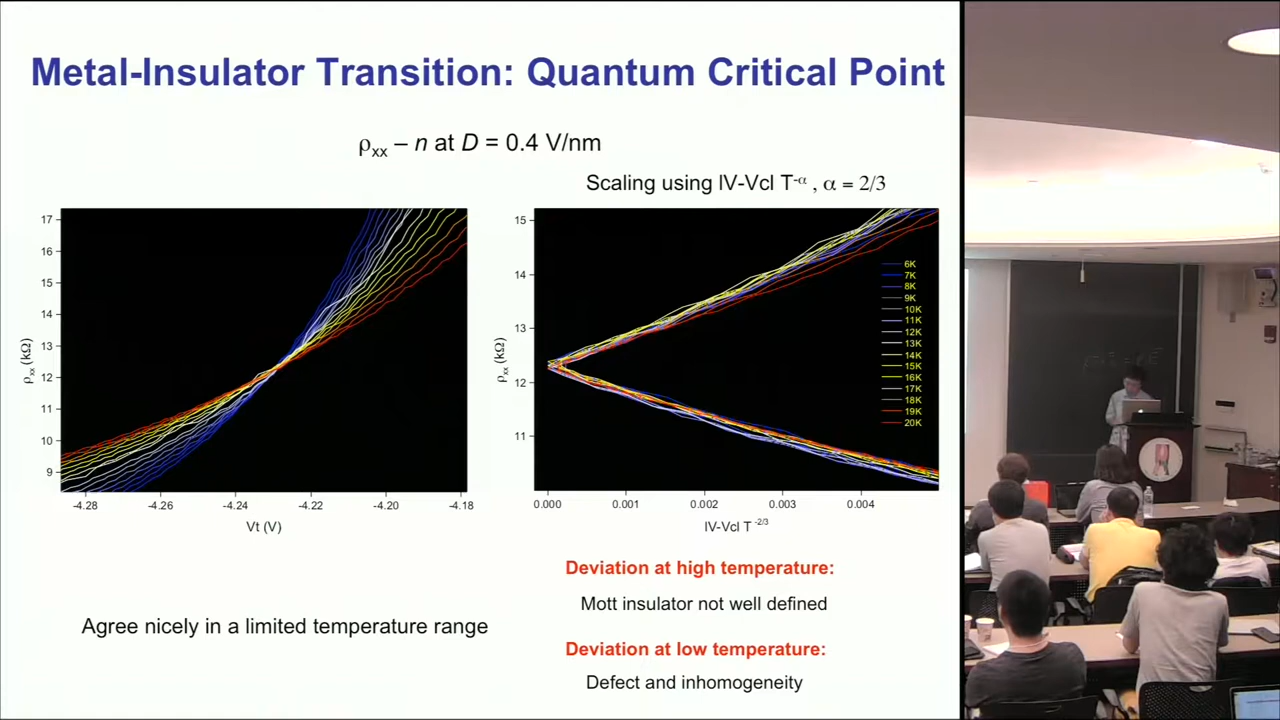 Metal-Insulator Transition: Quantum Critical Point
ρxx – n at D = 0.4 V/nm
Scaling using lV-Vcl T-α , α = 2/3
17
16
15
14
13
12
11
10
9
ρxx (kΩ)
-4.28
-4.26
-4.24
-4.22
-4.20
-4.18
Vt (V)
15
14
13
12
11
ρxx (kΩ)
6K
7K
8K
9K
10K
11K
12K
13K
14K
15K
16K
17K
18K
19K
20K
0.000
0.001
0.002
0.003
0.004
lV-Vcl T -2/3
Agree nicely in a limited temperature range
Deviation at high temperature:
Mott insulator not well defined
Deviation at low temperature:
Defect and inhomogeneity